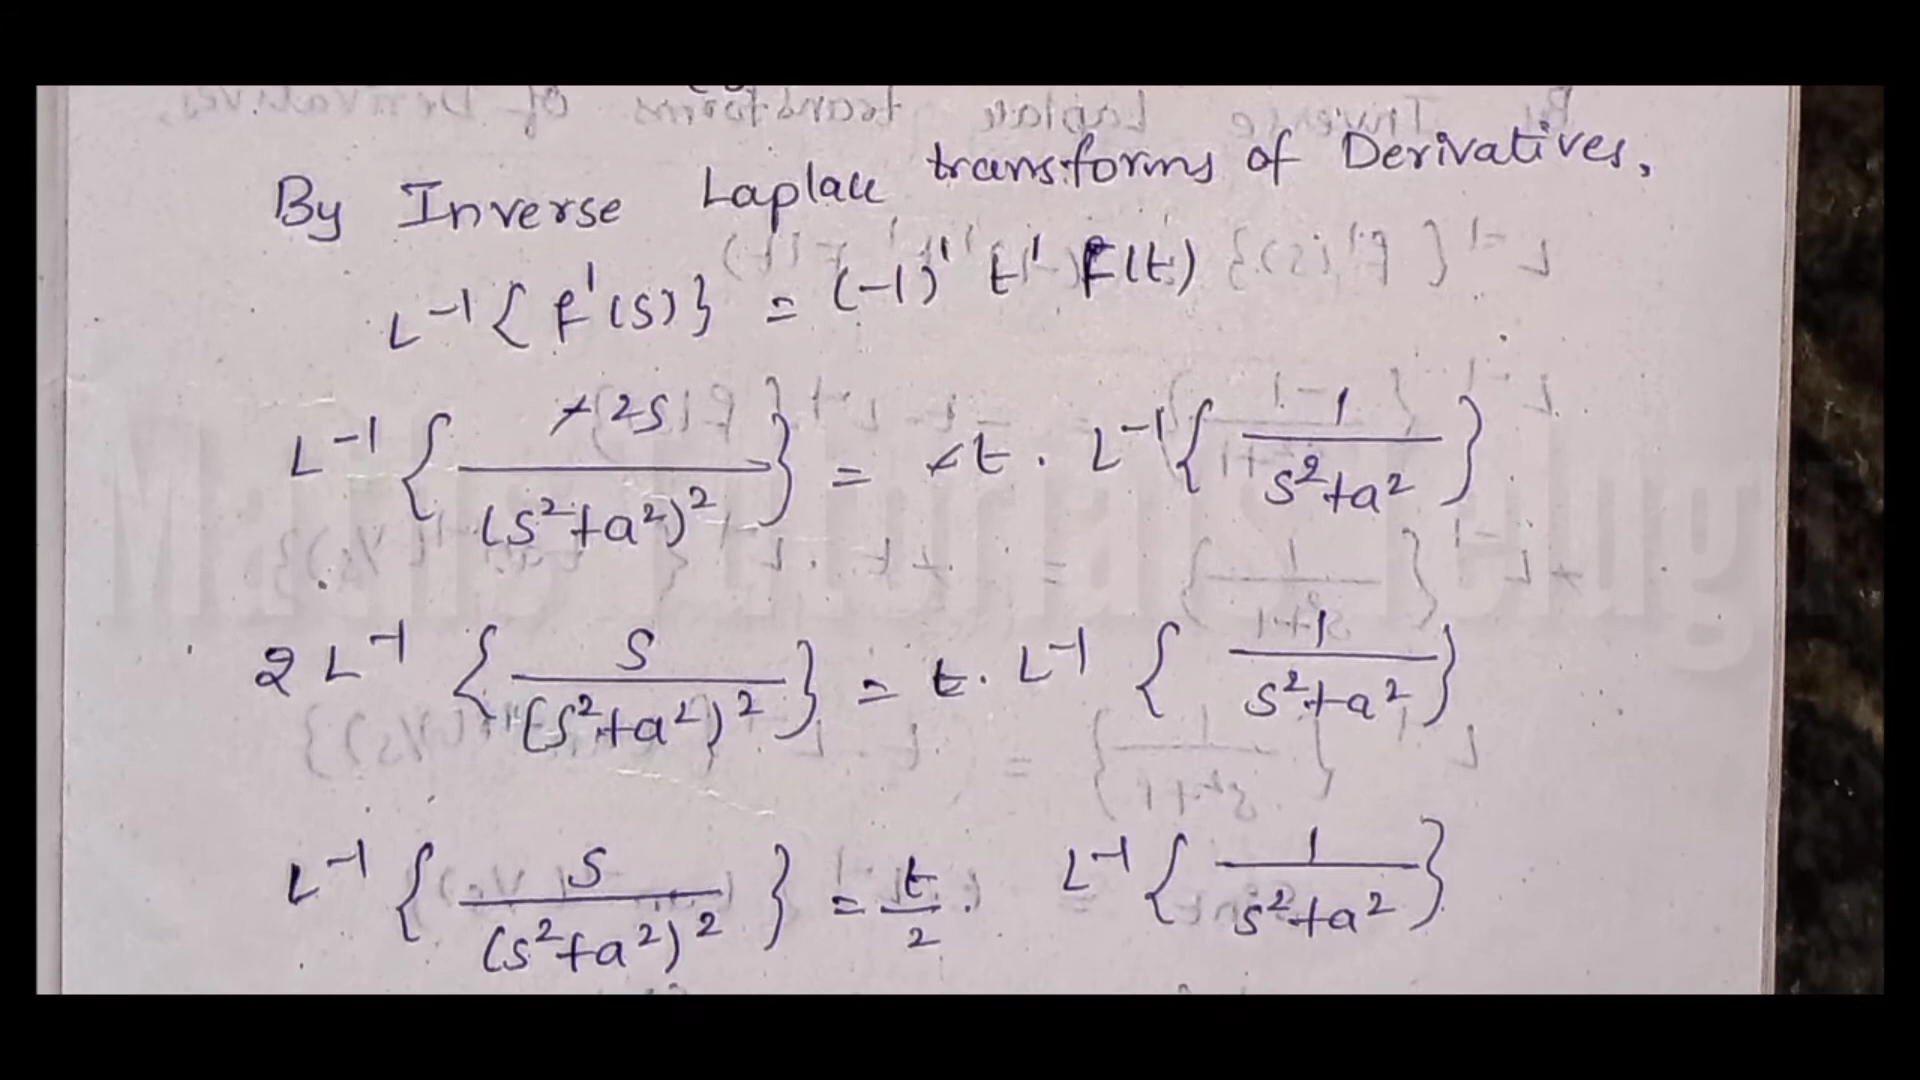 By Inverse Laplace transforms of Derivatives,
L⁻¹{f'(s)} = (-1)¹ t¹ F(t)
L⁻¹{-2s/(s²+a²)²} = -t. L⁻¹{1/s²+a²}
2 L⁻¹{s/(s²+a²)²} = t. L⁻¹{1/s²+a²}
L⁻¹{s/(s²+a²)²} = t/2. L⁻¹{1/s²+a²}